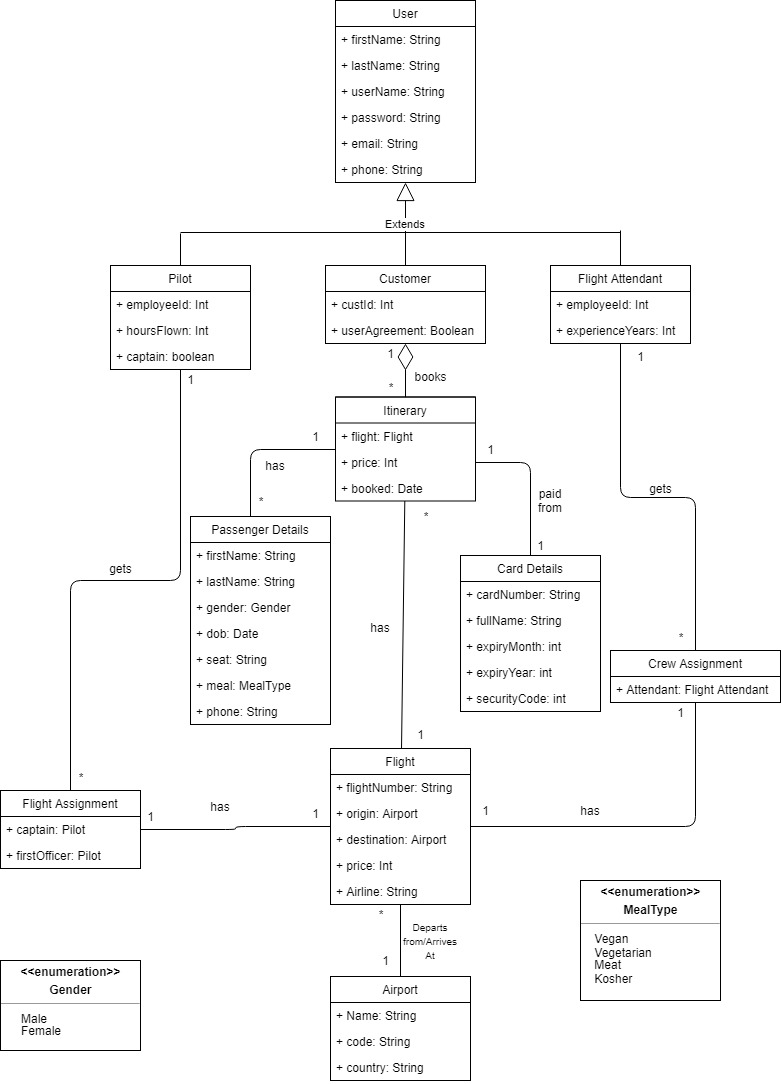 User
+ firstName: String
+ lastName: String
+ userName: String
+ password: String
+ email: String
+ phone: String
Extends
Pilot
+ employeeId: Int
+ hoursFlown: Int
+ captain: boolean
1
Customer
+ custId: Int
+ userAgreement: Boolean
1
books
*
Flight Attendant
+ employeeId: Int
+ experienceYears: Int
1
Itinerary
+ flight: Flight
+ price: Int
+ booked: Date
1
has
*
1
paid
from
1
*
gets
*
Passenger Details
+ firstName: String
+ lastName: String
+ gender: Gender
+ dob: Date
+ seat: String
+ meal: MealType
+ phone: String
Card Details
+ cardNumber: String
+ fullName: String
+ expiryMonth: int
+ expiryYear: int
+ securityCode: int
gets
*
has
1
Crew Assignment
+ Attendant: Flight Attendant
1
Flight Assignment
+ captain: Pilot
+ firstOfficer: Pilot
1
has
1
Flight
+ flightNumber: String
+ origin: Airport
+ destination: Airport
+ price: Int
+ Airline: String
1
has
*
Departs
from/Arrives
At
1
<<enumeration>>
MealType
Vegan
Vegetarian
Meat
Kosher
<<enumeration>>
Gender
Male
Female
Airport
+ Name: String
+ code: String
+ country: String